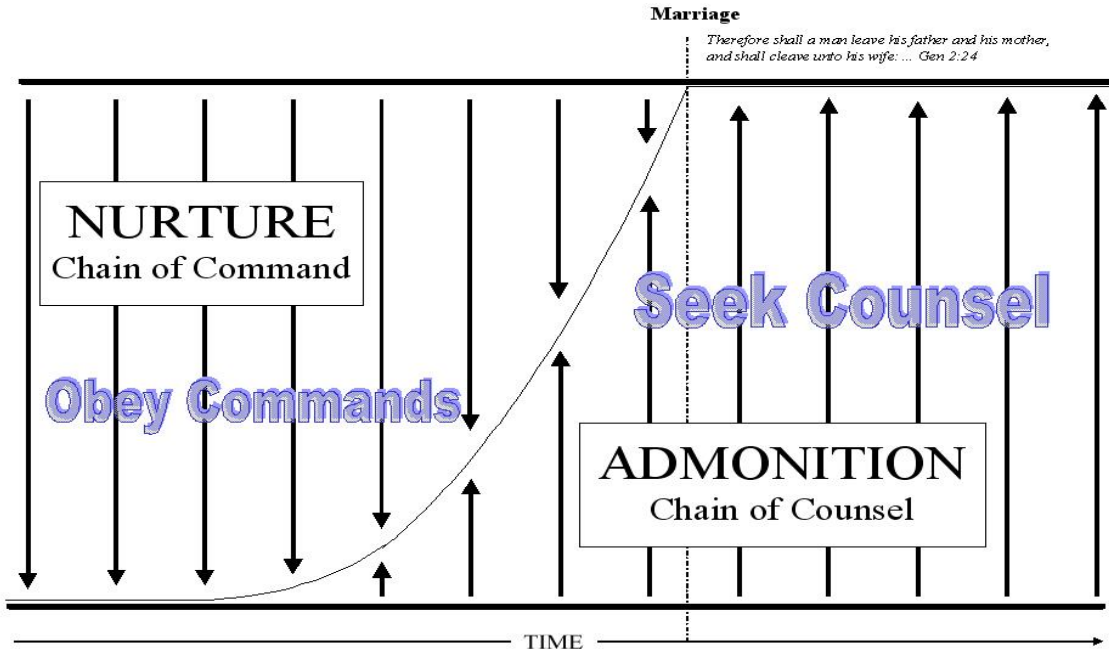 Marriage
Therefore shall a man leave his father and his mother,
and shall cleave unto his wife: ... Gen 2:24
NURTURE
Chain of Command
Seek Counsel
Obey Commands
ADMONITION
Chain of Counsel
TIME